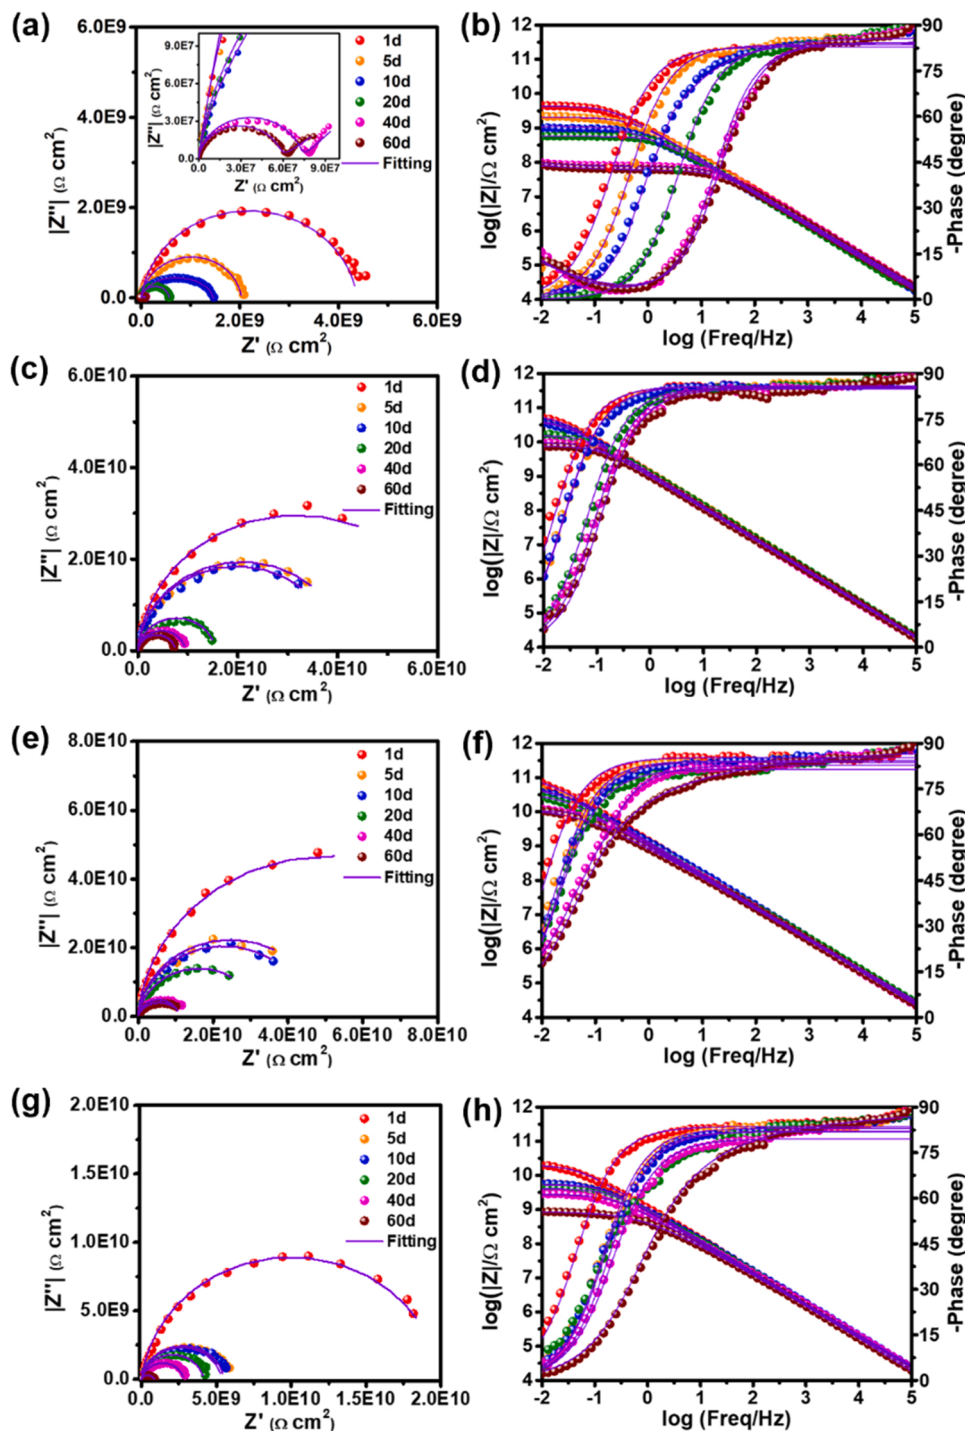 (a)
|Z''| (Ω cm²)
6.0E9
4.0E9
2.0E9
0.0
0.0 2.0E9 4.0E9 6.0E9
Z' (Ω cm²)
|Z''| (Ω cm²)
9.0E7
6.0E7
3.0E7
0.0
0.0 3.0E7 6.0E7 9.0E7
Z' (Ω cm²)
1d
5d
10d
20d
40d
60d
Fitting
(b)
log(|Z|/Ω cm²)
12
11
10
9
8
7
6
5
4
-2 -1 0 1 2 3 4 5
log (Freq/Hz)
90
75
60
45
30
15
0
-Phase (degree)
(c)
|Z''| (Ω cm²)
6.0E10
4.0E10
2.0E10
0.0
0.0 2.0E10 4.0E10 6.0E10
Z' (Ω cm²)
1d
5d
10d
20d
40d
60d
Fitting
(d)
log(|Z|/Ω cm²)
12
11
10
9
8
7
6
5
4
-2 -1 0 1 2 3 4 5
log (Freq/Hz)
90
75
60
45
30
15
0
-Phase (degree)
(e)
|Z''| (Ω cm²)
8.0E10
6.0E10
4.0E10
2.0E10
0.0
0.0 2.0E10 4.0E10 6.0E10 8.0E10
Z' (Ω cm²)
1d
5d
10d
20d
40d
60d
Fitting
(f)
log(|Z|/Ω cm²)
12
11
10
9
8
7
6
5
4
-2 -1 0 1 2 3 4 5
log (Freq/Hz)
90
75
60
45
30
15
0
-Phase (degree)
(g)
|Z''| (Ω cm²)
2.0E10
1.5E10
1.0E10
5.0E9
0.0
0.0 5.0E9 1.0E10 1.5E10 2.0E10
Z' (Ω cm²)
1d
5d
10d
20d
40d
60d
Fitting
(h)
log(|Z|/Ω cm²)
12
11
10
9
8
7
6
5
4
-2 -1 0 1 2 3 4 5
log (Freq/Hz)
90
75
60
45
30
15
0
-Phase (degree)